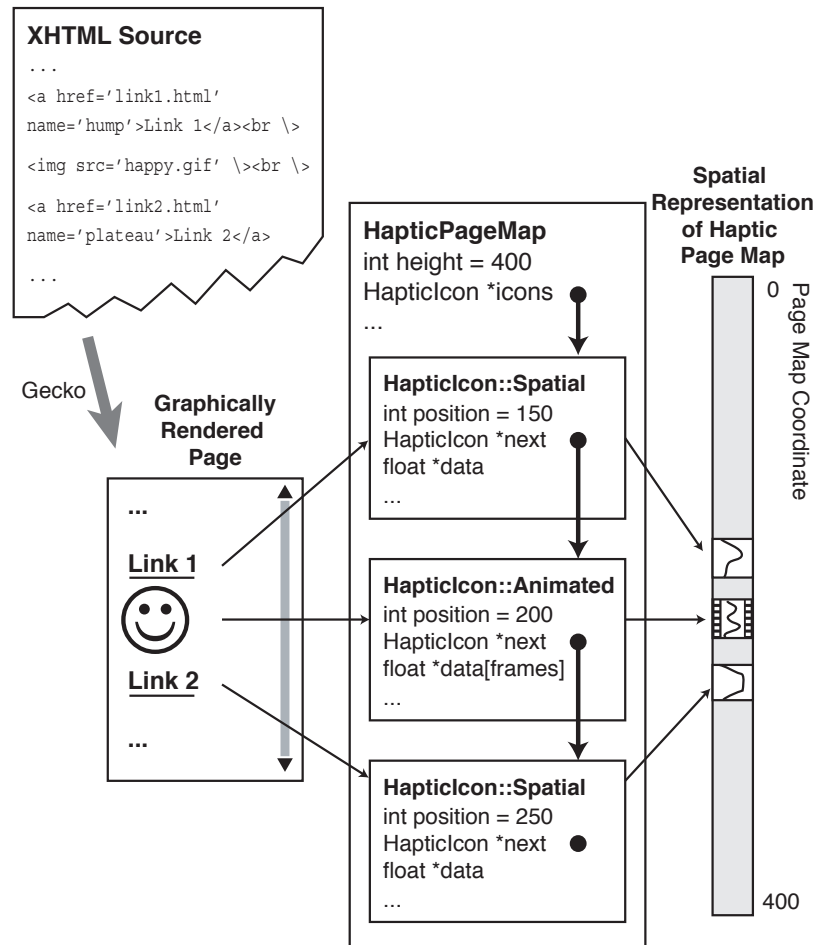 XHTML Source
...
<a href='link1.html'
name='hump'>Link 1</a><br \>
<img src='happy.gif' \><br \>
<a href='link2.html'
name='plateau'>Link 2</a>
...
Gecko
Graphically
Rendered
Page
...
Link 1
Link 2
...
HapticPageMap
int height = 400
HapticIcon *icons
...
HapticIcon::Spatial
int position = 150
HapticIcon *next
float *data
...
HapticIcon::Animated
int position = 200
HapticIcon *next
float *data[frames]
...
HapticIcon::Spatial
int position = 250
HapticIcon *next
float *data
...
Spatial
Representation
of Haptic
Page Map
0
Page Map Coordinate
400